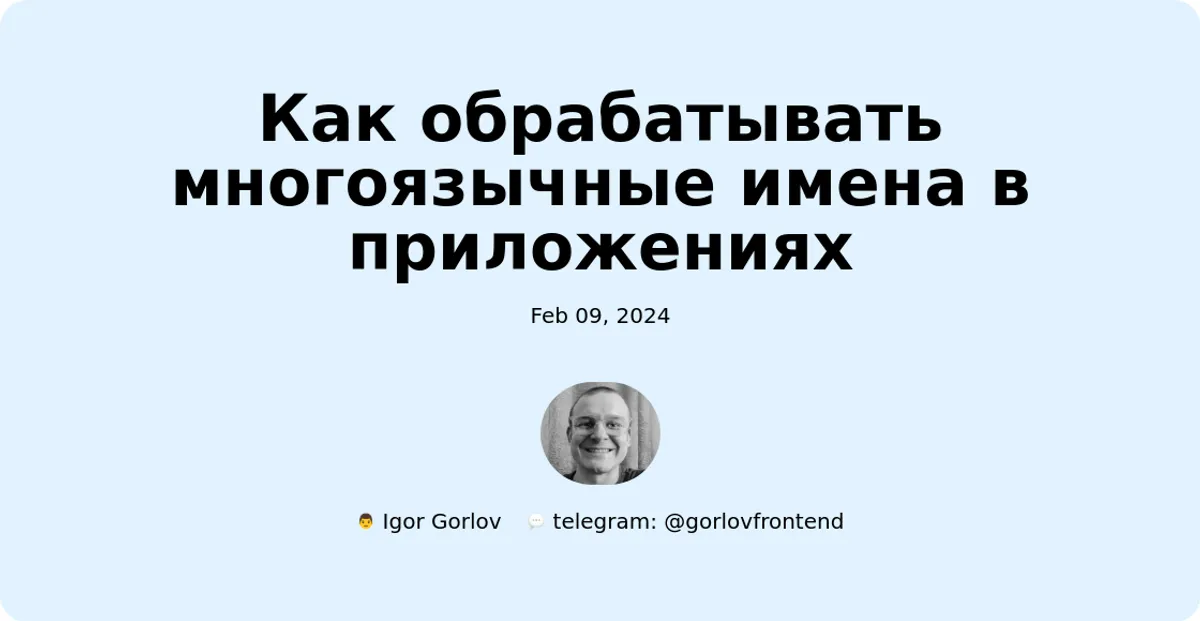 Как обрабатывать
многоязычные имена в
приложениях
Feb 09, 2024
👨 Igor Gorlov 💬 telegram: @gorlovfrontend